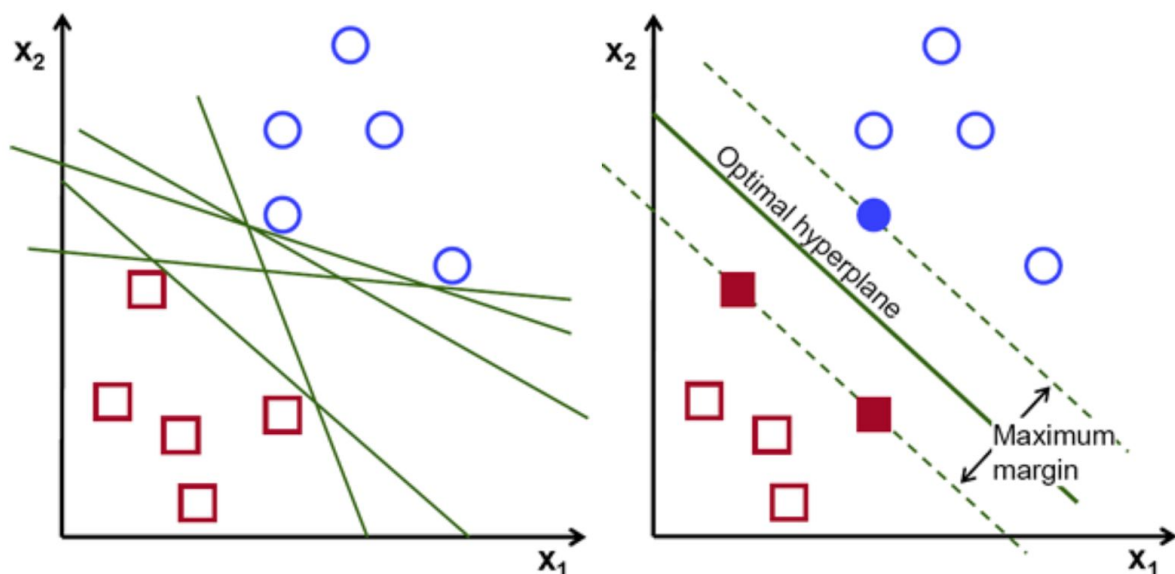 x₂
x₁
x₂
Optimal hyperplane
Maximum
margin
x₁